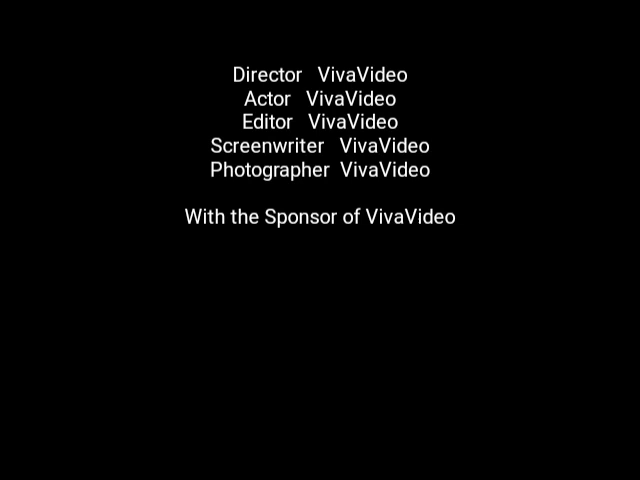 Director VivaVideo
Actor VivaVideo
Editor VivaVideo
Screenwriter VivaVideo
Photographer VivaVideo
With the Sponsor of VivaVideo